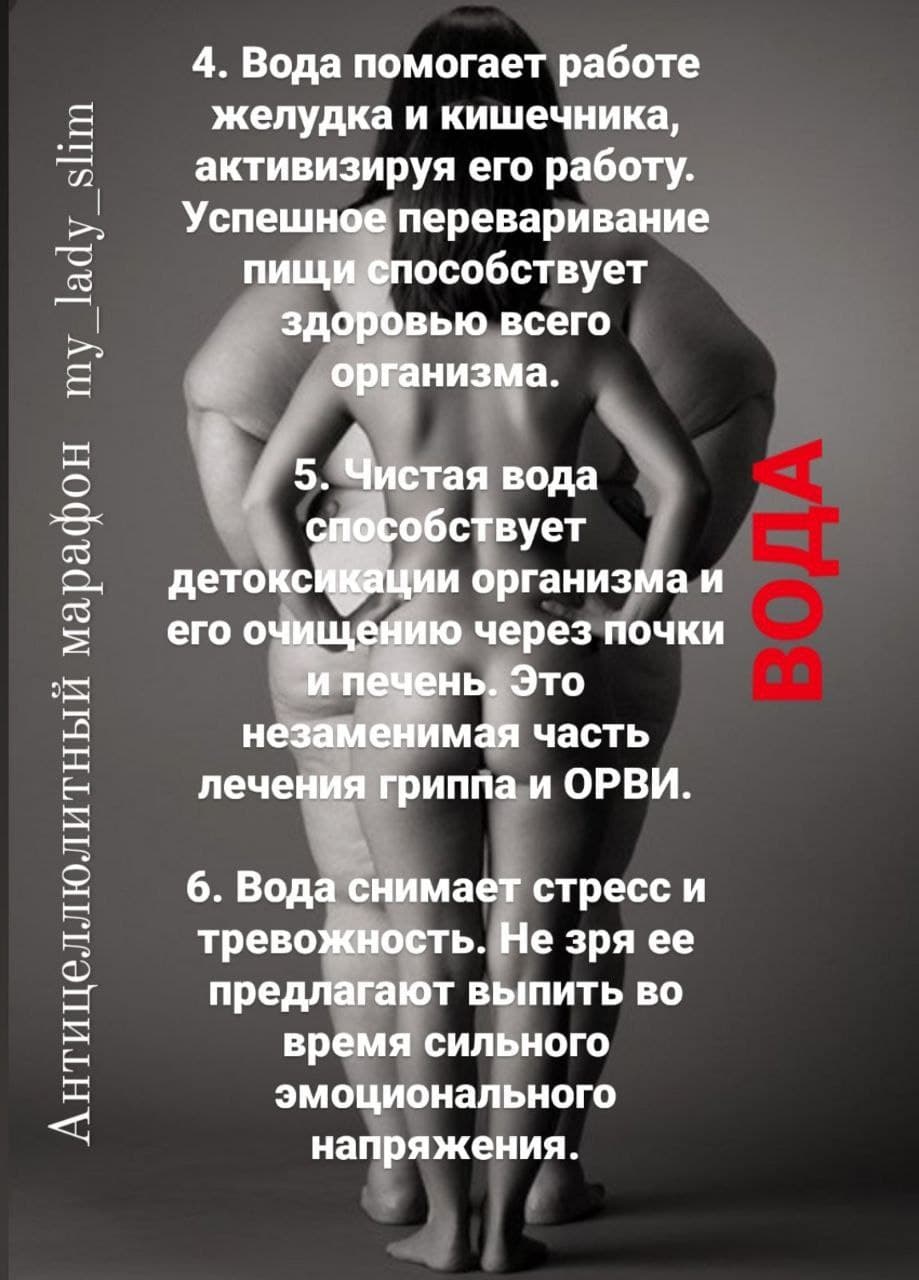 4. Вода помогает работе
желудка и кишечника,
активизируя его работу.
Успешное переваривание
пищи способствует
здоровью всего
организма.
5. Чистая вода
способствует
детоксикации организма и
его очищению через почки
и печень. Это
незаменимая часть
лечения гриппа и ОРВИ.
6. Вода снимает стресс и
тревожность. Не зря ее
предлагают выпить во
время сильного
эмоционального
напряжения.
Антицеллюлитный марафон my_lady_slim
ВОДА